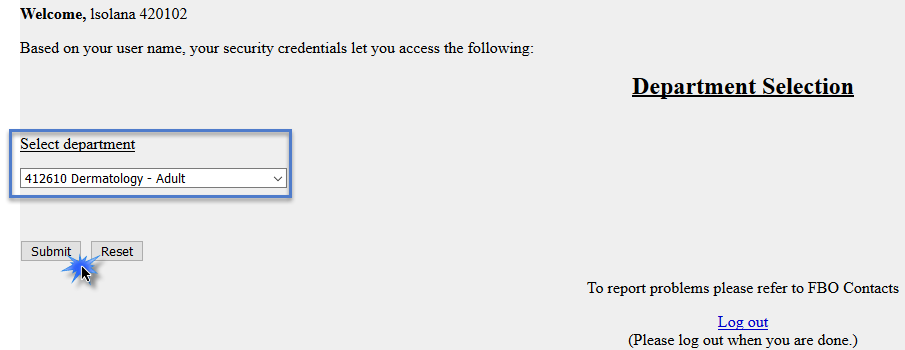 Welcome, lsolana 420102
Based on your user name, your security credentials let you access the following:
Department Selection
Select department
412610 Dermatology - Adult
Submit Reset
To report problems please refer to FBO Contacts
Log out
(Please log out when you are done.)